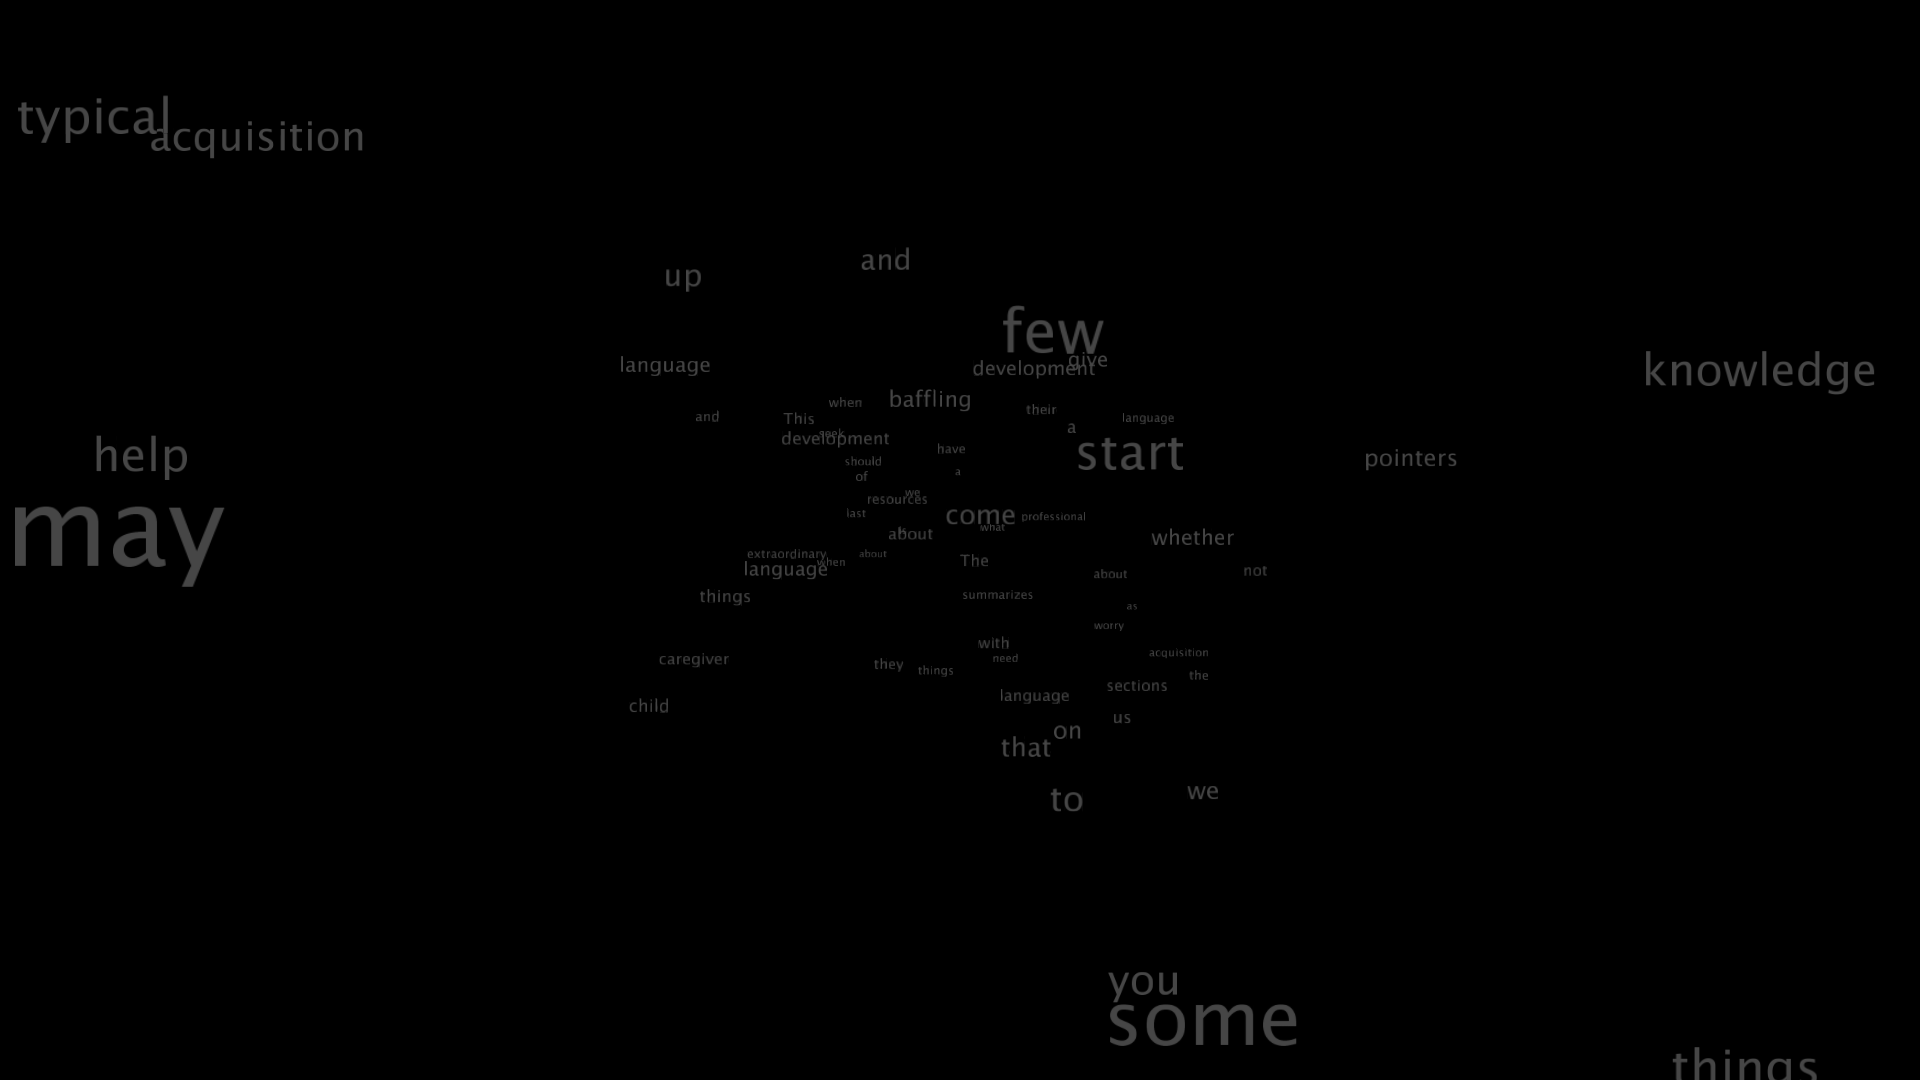 typical
acquisition
and
up
few
give
language
development
knowledge
baffling
when
their
and
This
language
a
seek
development
have
start
help
should
pointers
a
of
we
resources
may
last
come
professional
what
about
whether
extraordinary
about
when
The
language
not
about
things
summarizes
as
worry
with
acquisition
caregiver
need
they
things
the
sections
language
child
us
on
that
we
to
you
some
things